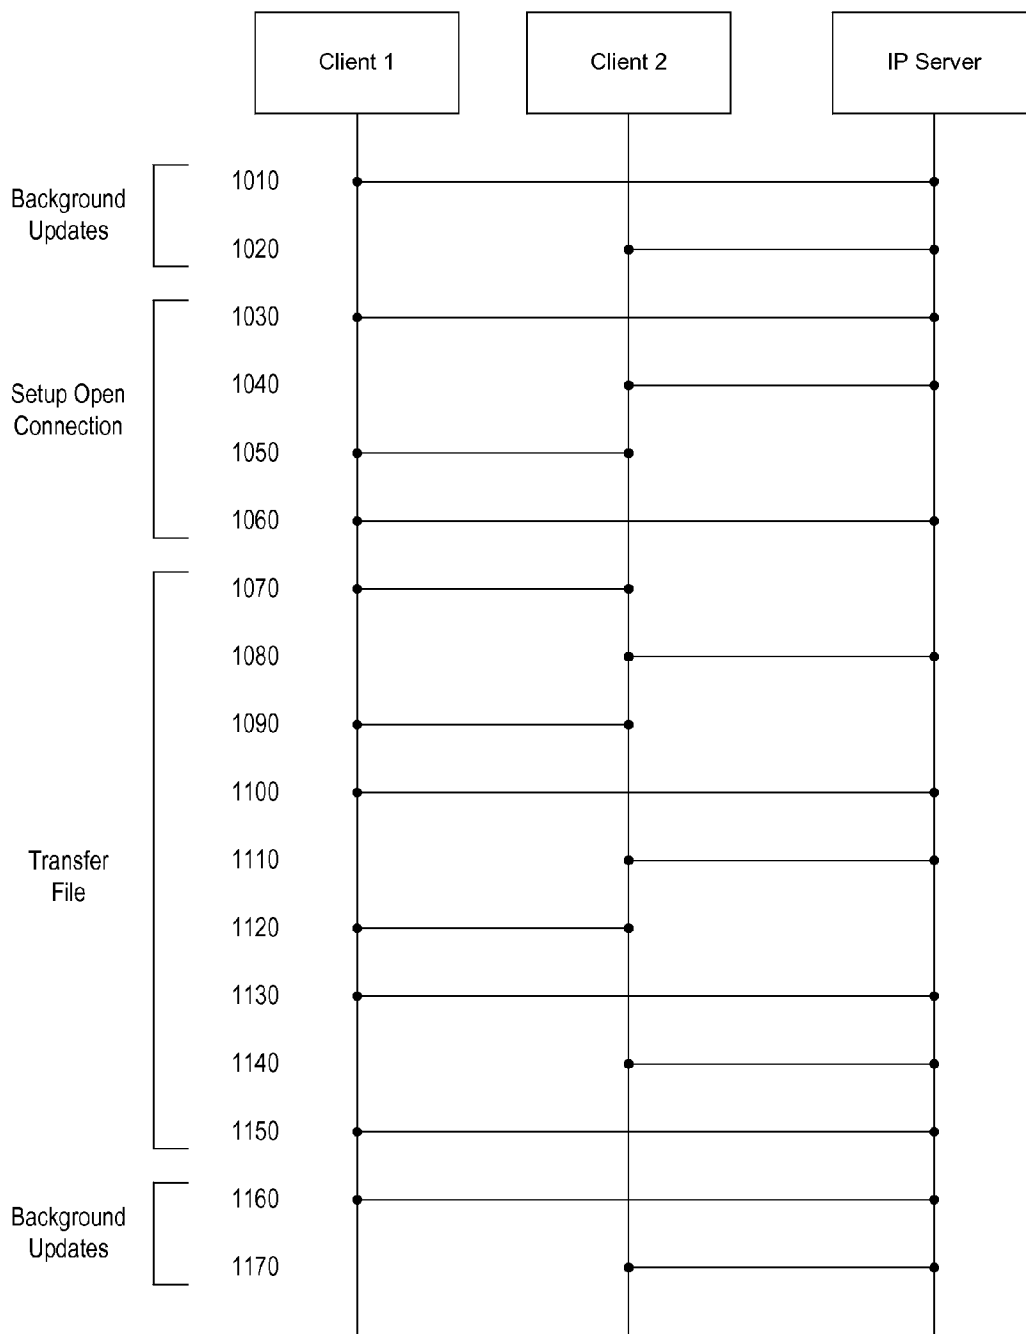 Client 1
Client 2
IP Server
Background
Updates
1010
1020
Setup Open
Connection
1030
1040
1050
1060
Transfer
File
1070
1080
1090
1100
1110
1120
1130
1140
1150
Background
Updates
1160
1170